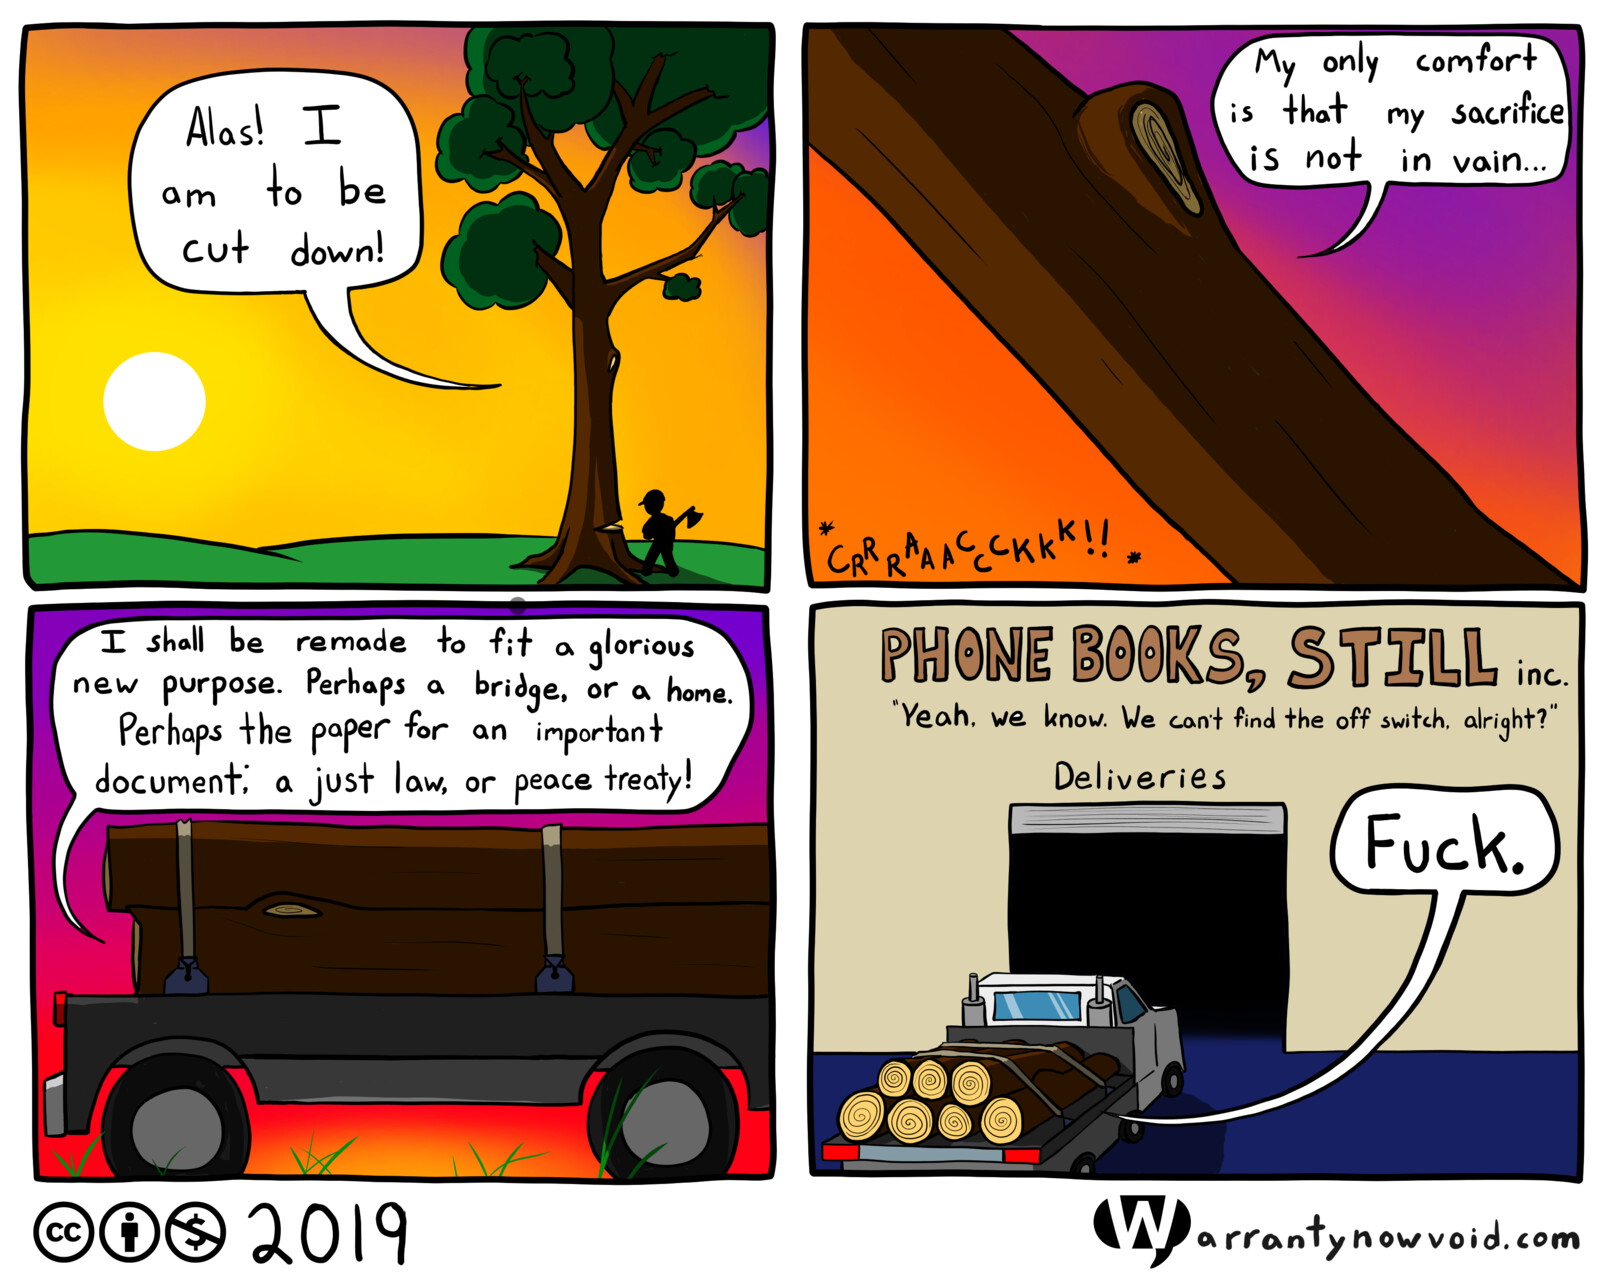 Alas! I
am to be
cut down!
My only comfort
is that my sacrifice
is not in vain...
*CRRRAAACCCKKKK!!*
I shall be remade to fit a glorious
new purpose. Perhaps a bridge, or a home.
Perhaps the paper for an important
document; a just law, or peace treaty!
PHONE BOOKS, STILL inc.
"Yeah, we know. We can't find the off switch, alright?"
Deliveries
Fuck.
cc $ 2019
Warrantynowvoid.com